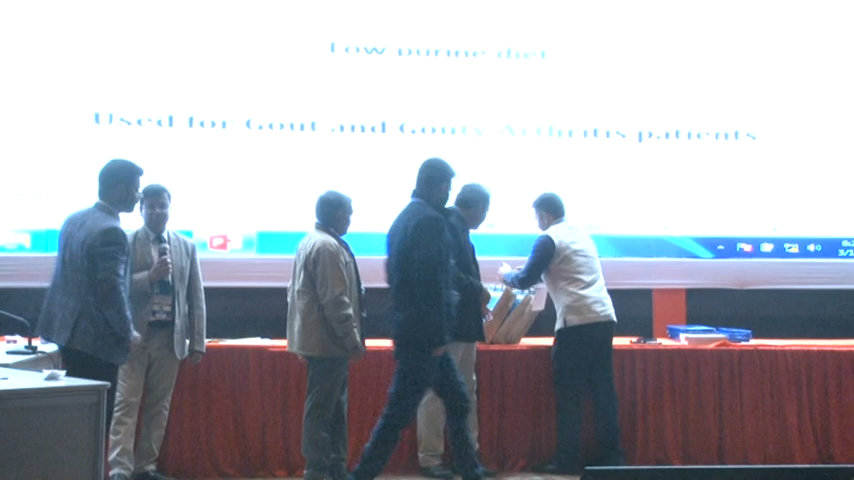 Low purine diet
Used for Gout and Gouty Arthritis patients